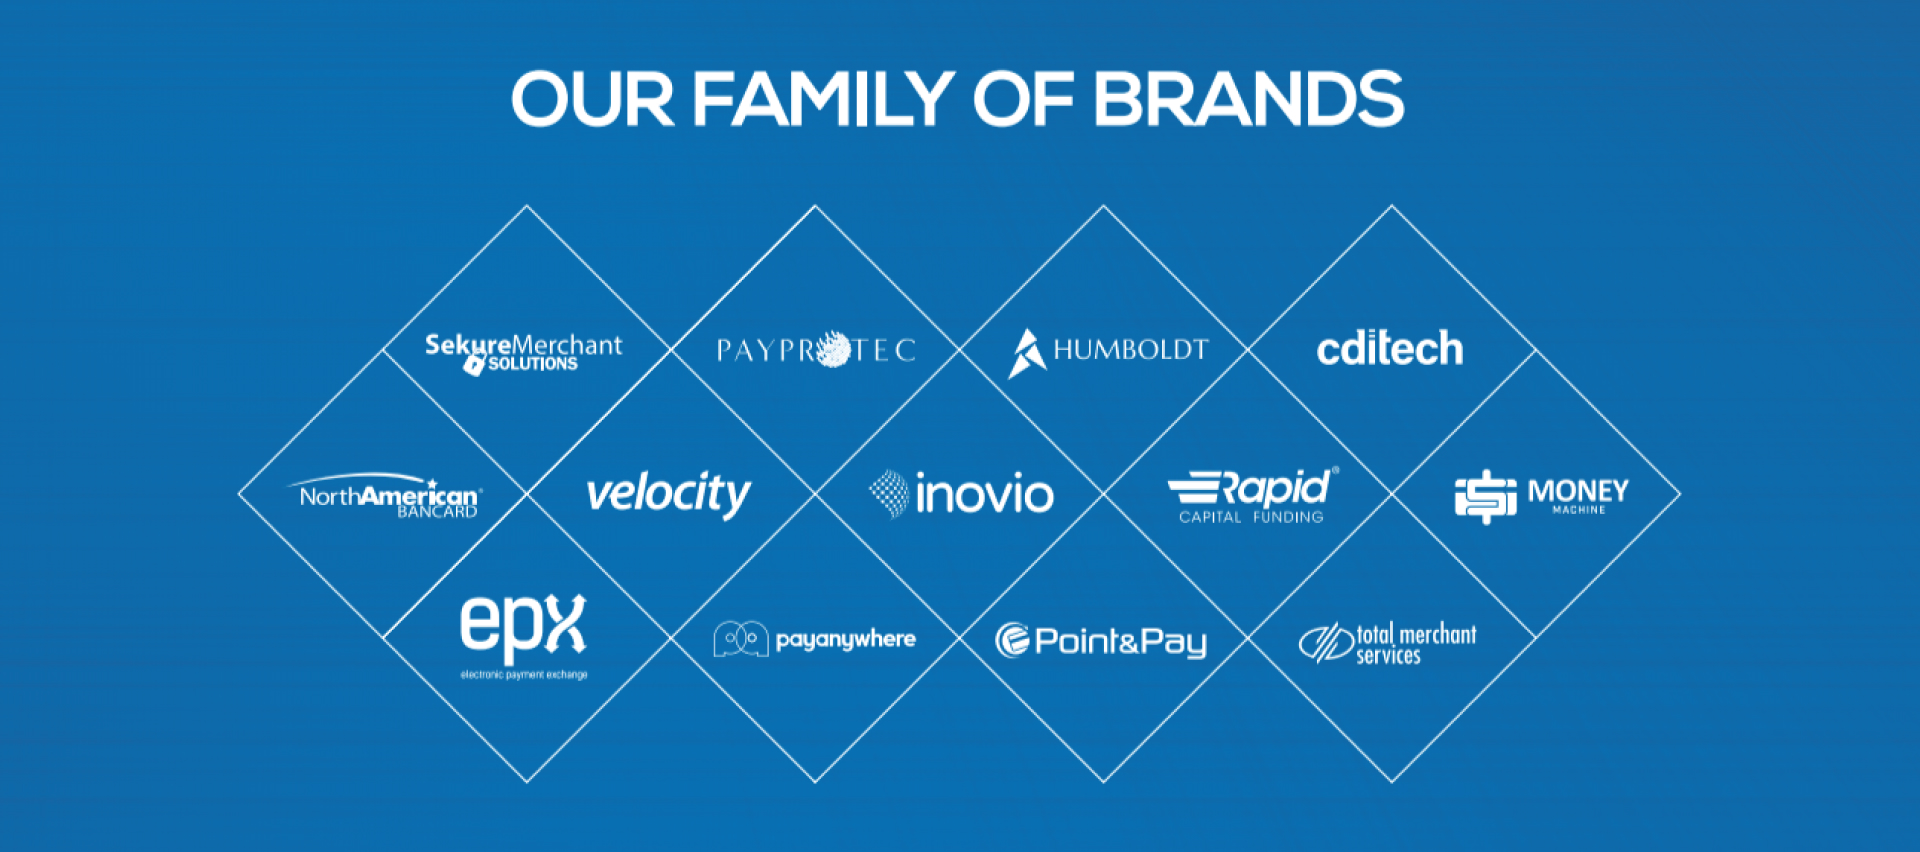 OUR FAMILY OF BRANDS
SekureMerchant
SOLUTIONS
PAYPROTEC
HUMBOLDT
cditech
NorthAmerican
BANCARD
velocity
inovio
Rapid®
CAPITAL FUNDING
MONEY
MACHINE
epx
electronic payment exchange
payanywhere
Point&Pay
total merchant
services